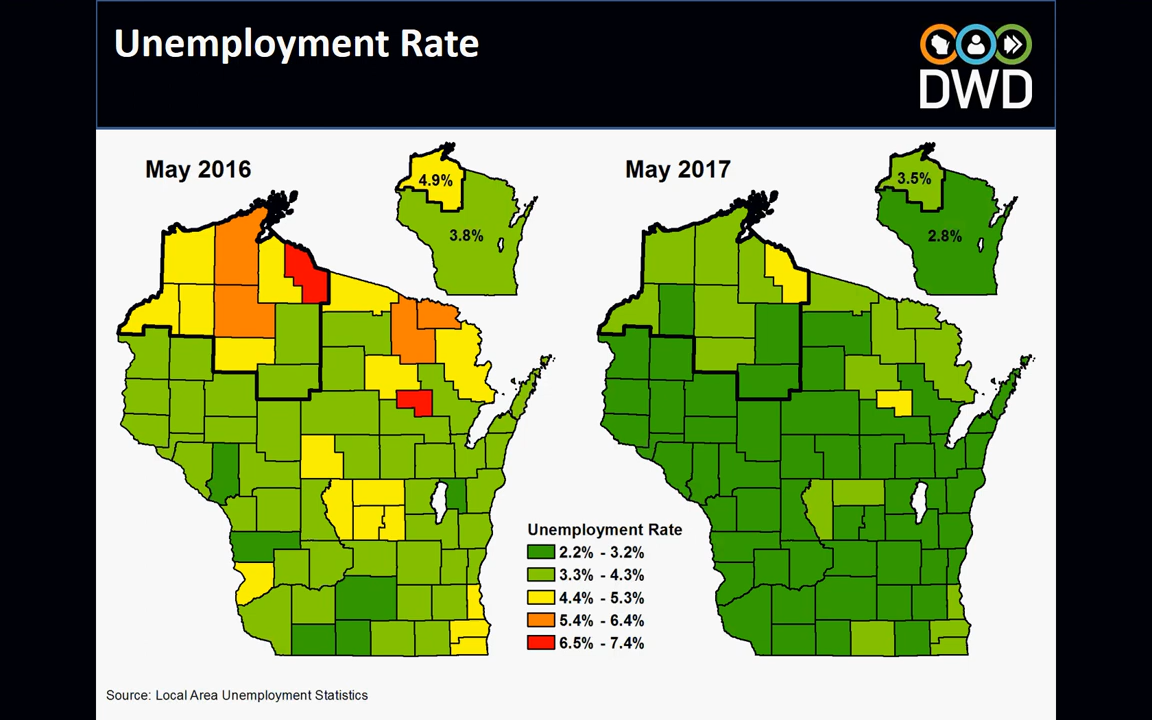 Unemployment Rate
DWD
May 2016
4.9%
3.8%
May 2017
3.5%
2.8%
Unemployment Rate
2.2% - 3.2%
3.3% - 4.3%
4.4% - 5.3%
5.4% - 6.4%
6.5% - 7.4%
Source: Local Area Unemployment Statistics